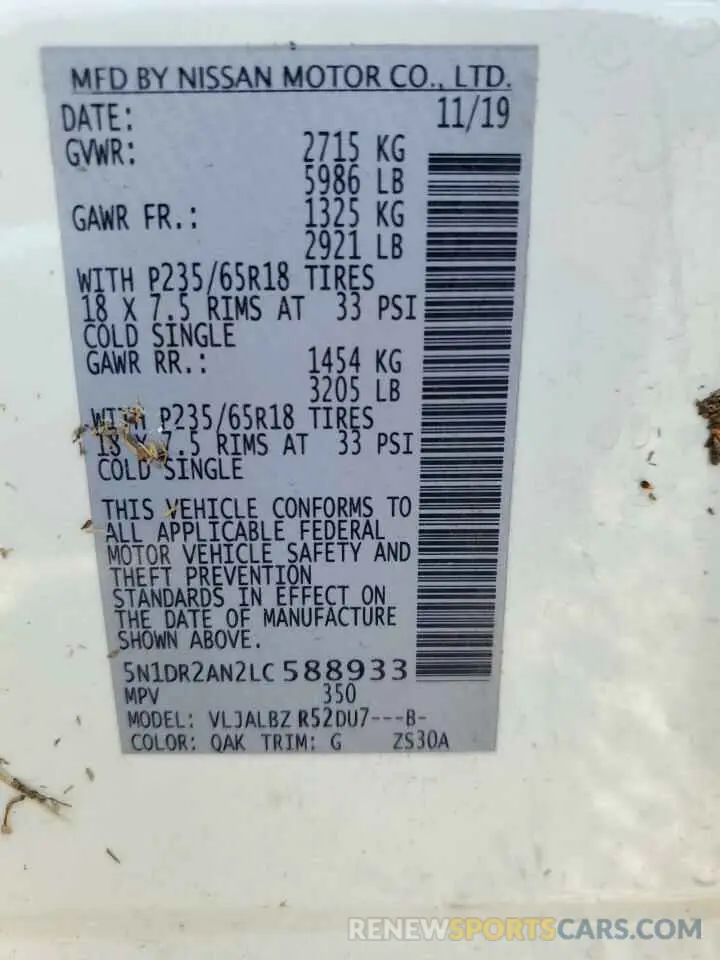 MFD BY NISSAN MOTOR CO., LTD.
DATE: 11/19
GVWR: 2715 KG
5986 LB
GAWR FR.: 1325 KG
2921 LB
WITH P235/65R18 TIRES
18 X 7.5 RIMS AT 33 PSI
COLD SINGLE
GAWR RR.: 1454 KG
3205 LB
WITH P235/65R18 TIRES
18 X 7.5 RIMS AT 33 PSI
COLD SINGLE
THIS VEHICLE CONFORMS TO
ALL APPLICABLE FEDERAL
MOTOR VEHICLE SAFETY AND
THEFT PREVENTION
STANDARDS IN EFFECT ON
THE DATE OF MANUFACTURE
SHOWN ABOVE.
5N1DR2AN2LC588933
MPV 350
MODEL: VLJALBZ R52DU7---B-
COLOR: QAK TRIM: G ZS30A
RENEWSPORTSCARS.COM